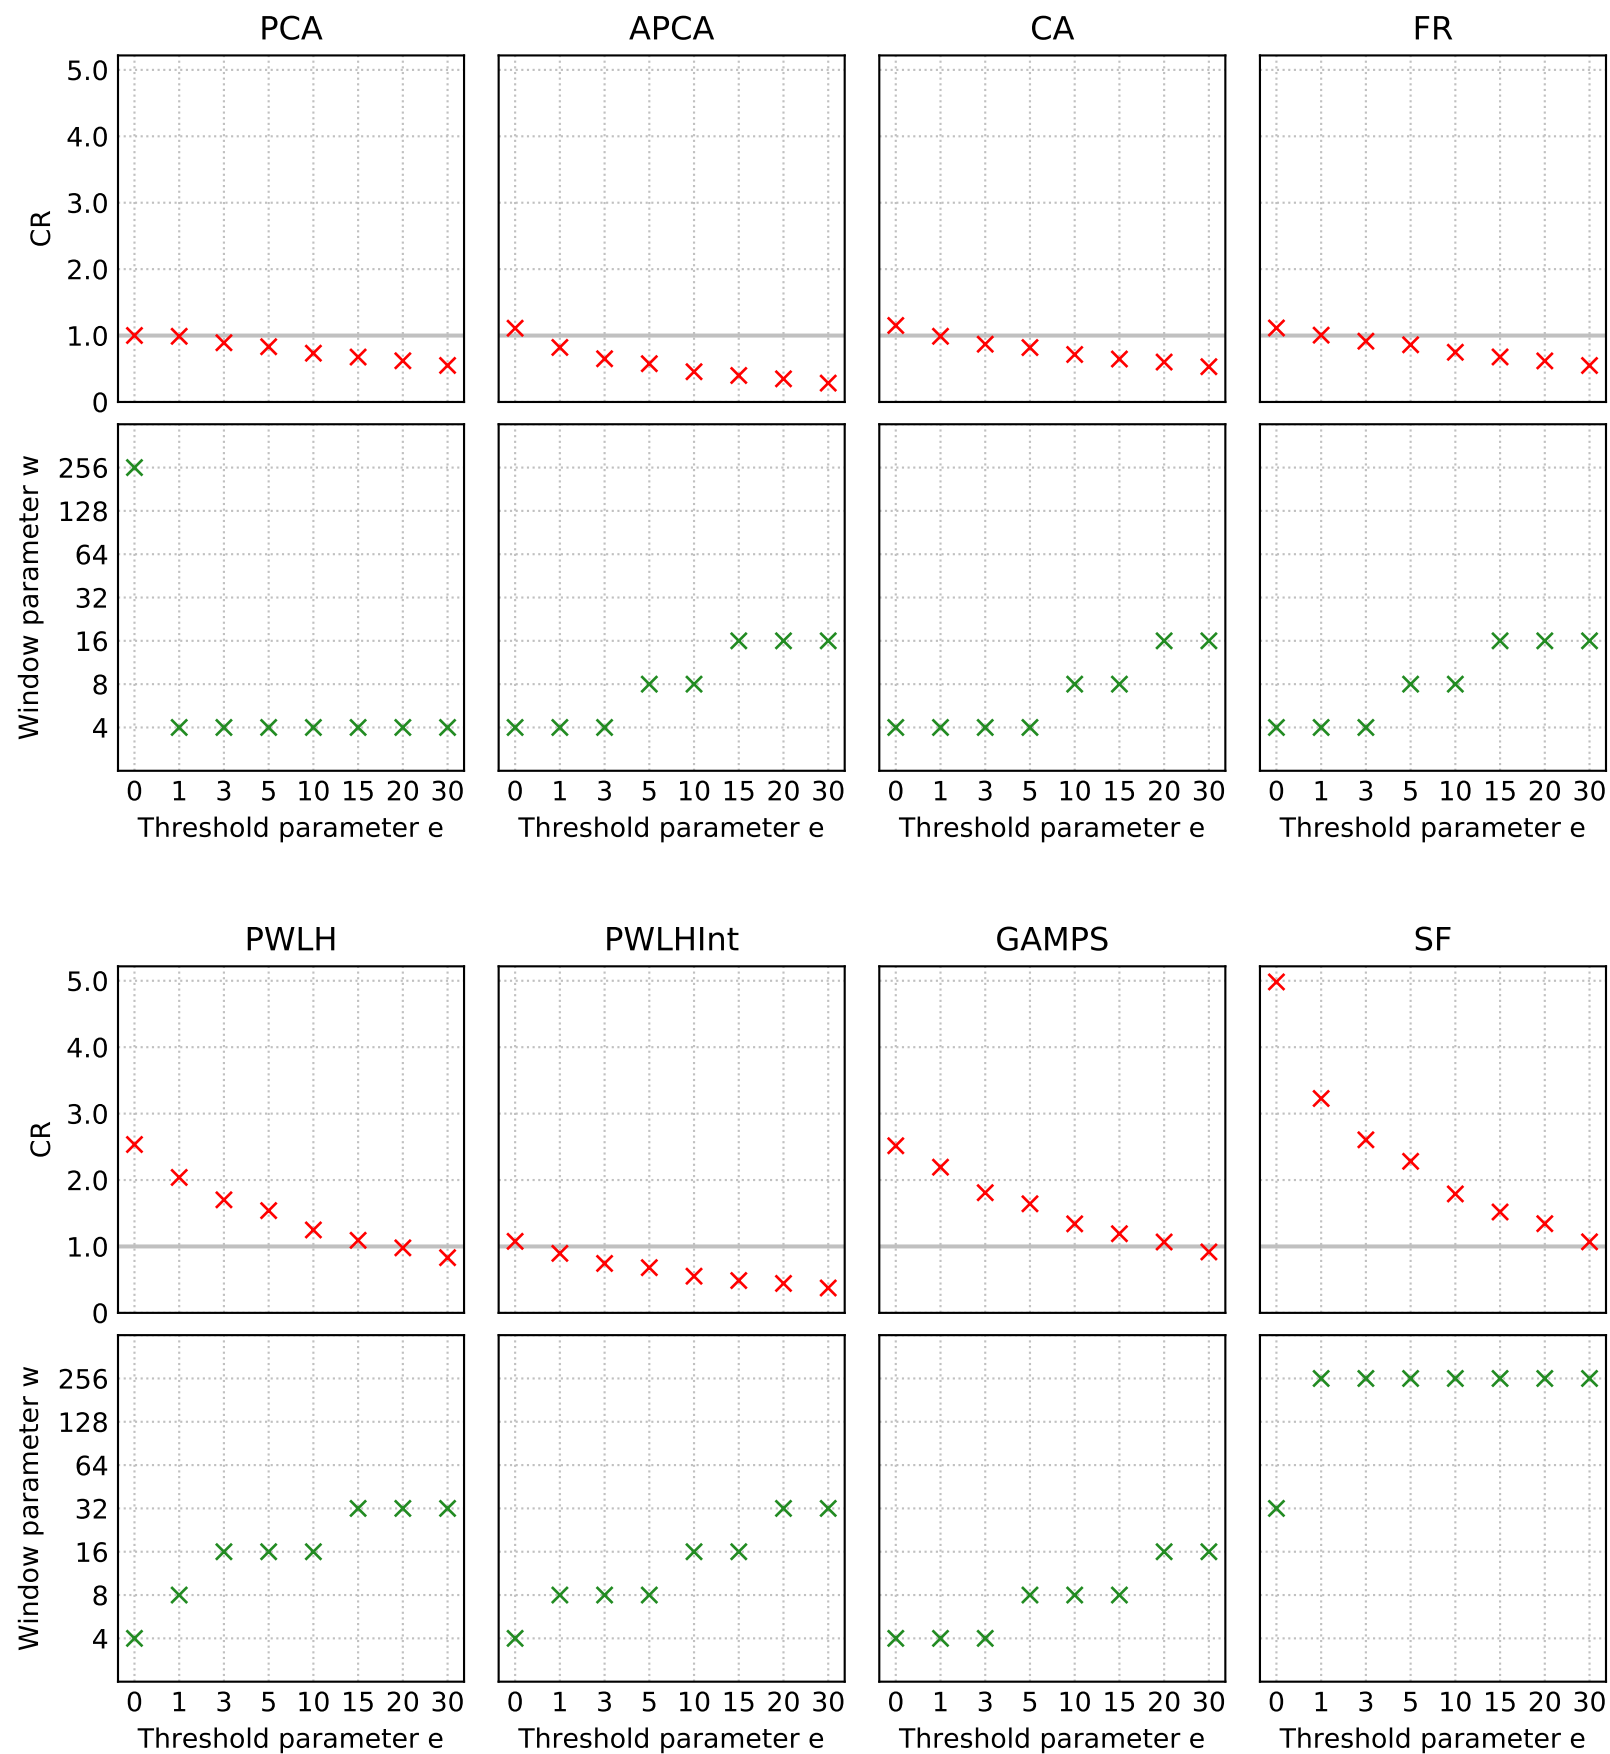 PCA APCA CA FR
5.0
4.0
3.0
2.0
1.0
0
CR
256
128
64
32
16
8
4
Window parameter w
0 1 3 5 10 15 20 30 0 1 3 5 10 15 20 30 0 1 3 5 10 15 20 30 0 1 3 5 10 15 20 30
Threshold parameter e Threshold parameter e Threshold parameter e Threshold parameter e
PWLH PWLHInt GAMPS SF
5.0
4.0
3.0
2.0
1.0
0
CR
256
128
64
32
16
8
4
Window parameter w
0 1 3 5 10 15 20 30 0 1 3 5 10 15 20 30 0 1 3 5 10 15 20 30 0 1 3 5 10 15 20 30
Threshold parameter e Threshold parameter e Threshold parameter e Threshold parameter e